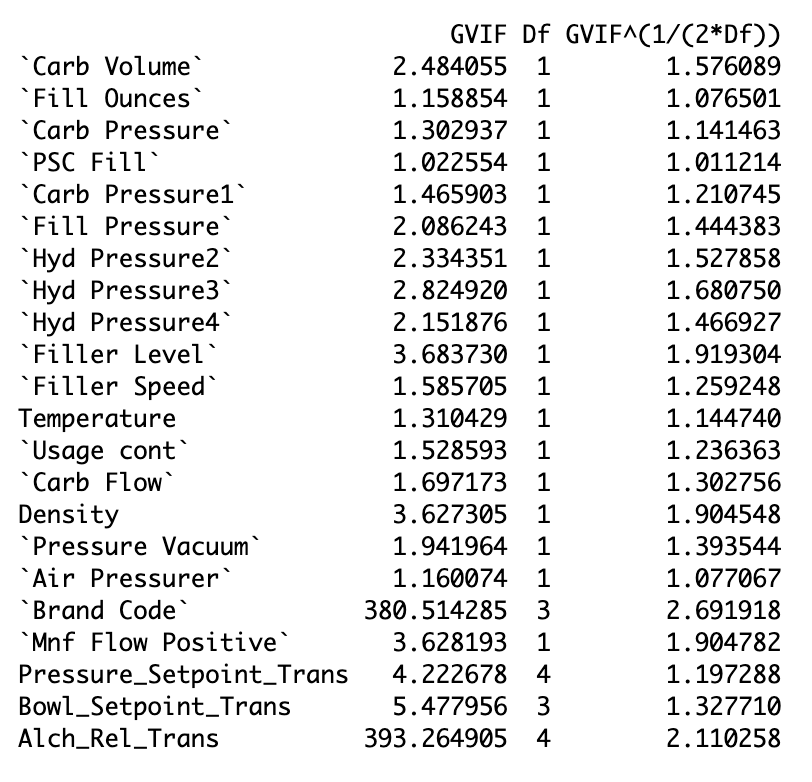 GVIF Df GVIF^(1/(2*Df))
`Carb Volume` 2.484055 1 1.576089
`Fill Ounces` 1.158854 1 1.076501
`Carb Pressure` 1.302937 1 1.141463
`PSC Fill` 1.022554 1 1.011214
`Carb Pressure1` 1.465903 1 1.210745
`Fill Pressure` 2.086243 1 1.444383
`Hyd Pressure2` 2.334351 1 1.527858
`Hyd Pressure3` 2.824920 1 1.680750
`Hyd Pressure4` 2.151876 1 1.466927
`Filler Level` 3.683730 1 1.919304
`Filler Speed` 1.585705 1 1.259248
Temperature 1.310429 1 1.144740
`Usage cont` 1.528593 1 1.236363
`Carb Flow` 1.697173 1 1.302756
Density 3.627305 1 1.904548
`Pressure Vacuum` 1.941964 1 1.393544
`Air Pressurer` 1.160074 1 1.077067
`Brand Code` 380.514285 3 2.691918
`Mnf Flow Positive` 3.628193 1 1.904782
Pressure_Setpoint_Trans 4.222678 4 1.197288
Bowl_Setpoint_Trans 5.477956 3 1.327710
Alch_Rel_Trans 393.264905 4 2.110258